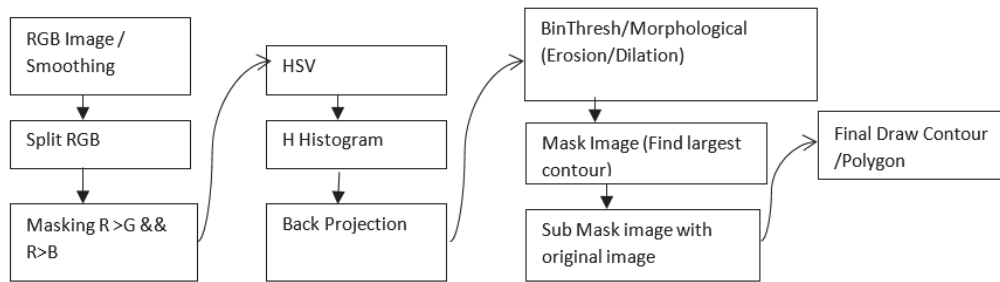 RGB Image /
Smoothing
Split RGB
Masking R >G &&
R>B
HSV
H Histogram
Back Projection
BinThresh/Morphological
(Erosion/Dilation)
Mask Image (Find largest
contour)
Sub Mask image with
original image
Final Draw Contour
/Polygon